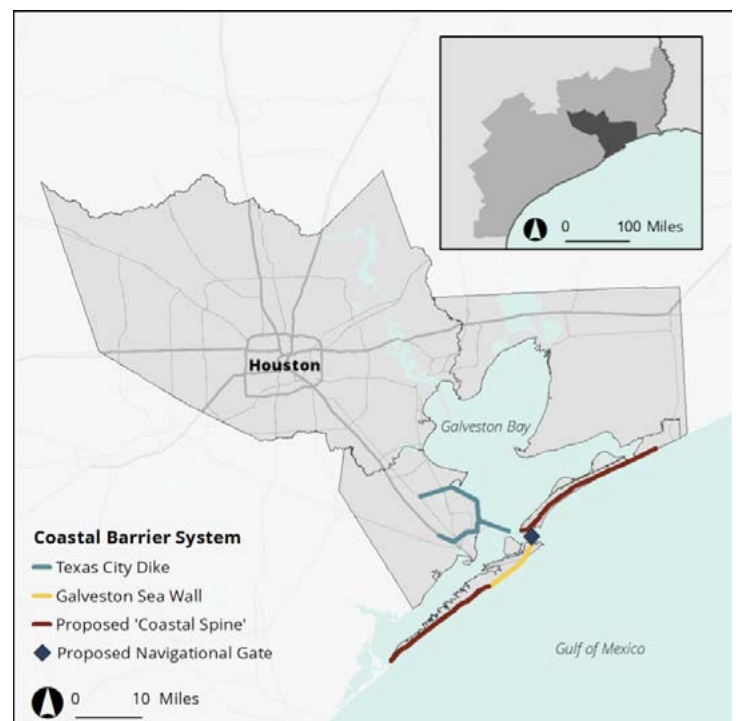 0 100 Miles
Houston
Galveston Bay
Coastal Barrier System
Texas City Dike
Galveston Sea Wall
Proposed 'Coastal Spine'
Proposed Navigational Gate
Gulf of Mexico
0 10 Miles